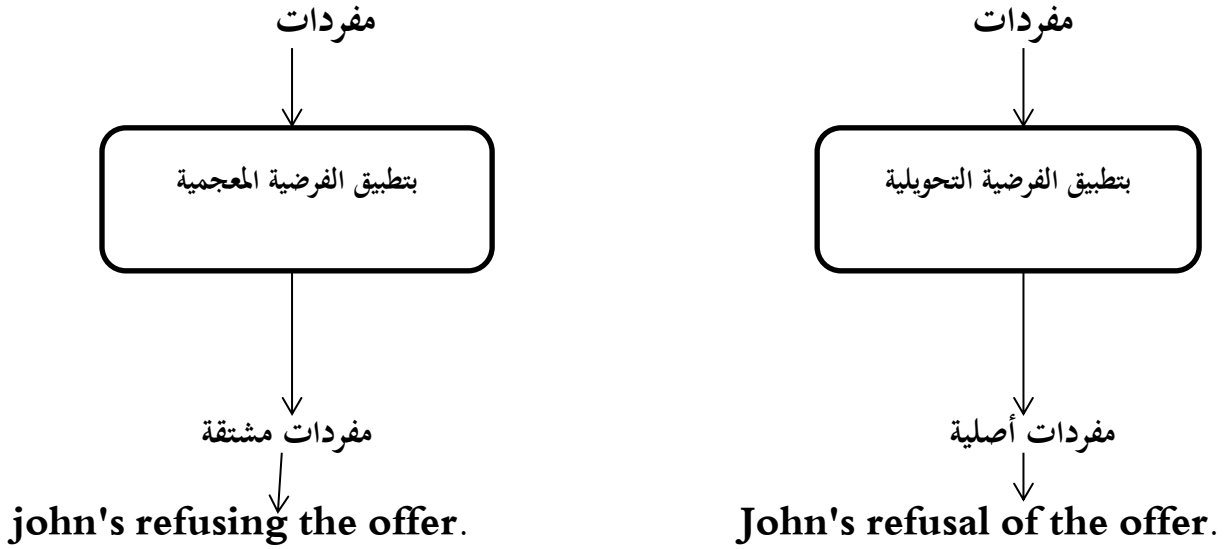 مفردات
مفردات
بتطبيق الفرضية التحويلية
بتطبيق الفرضية المعجمية
مفردات أصلية
مفردات مشتقة
John's refusal of the offer.
john's refusing the offer.